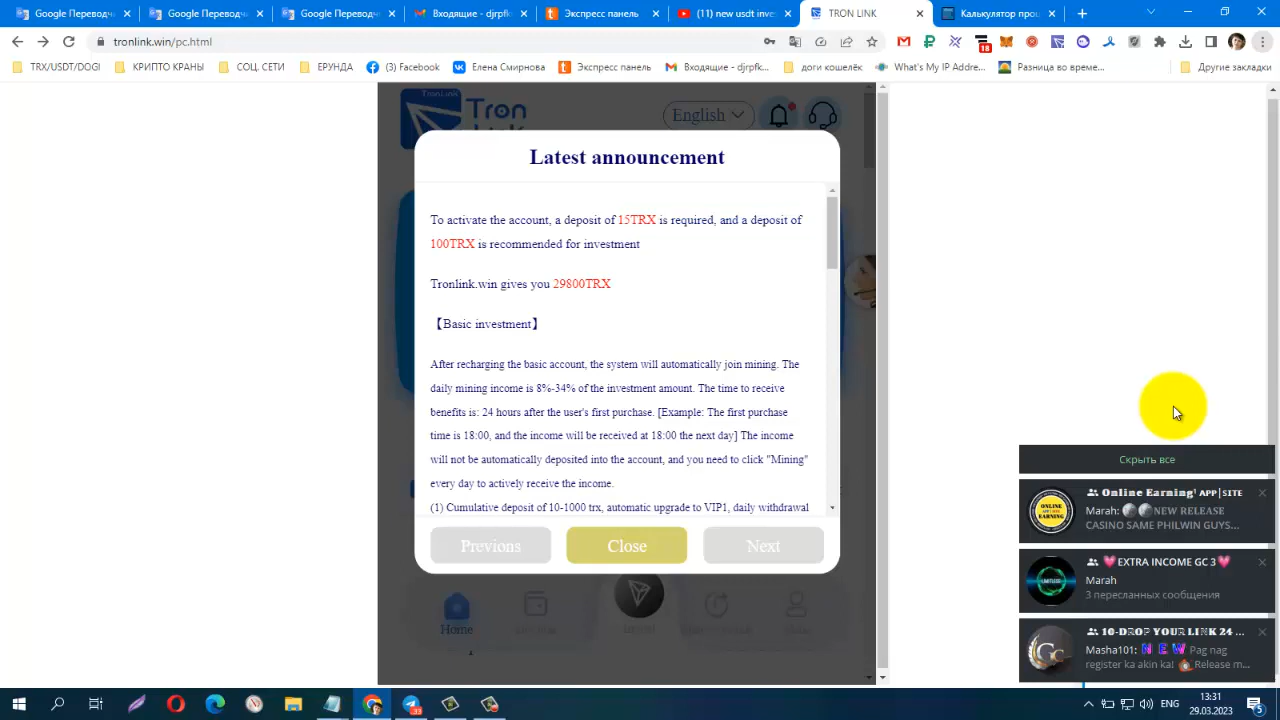 Google Переводч
Google Переводч
Google Переводч
Входящие - djrpfk
Экспресс панель
(11) new usdt inves
TRON LINK
Калькулятор проц
tronlink.win/pc.html
18
TRX/USDT/DOGI
КРИПТО КРАНЫ
СОЦ. СЕТИ
ЕРУНДА
(3) Facebook
Елена Смирнова
Экспресс панель
Входящие - djrpfk...
доги кошелёк
What's My IP Addre...
Разница во време...
Другие закладки
TronLink
Tron
English
Latest announcement
To activate the account, a deposit of 15TRX is required, and a deposit of
100TRX is recommended for investment
Tronlink.win gives you 29800TRX
【Basic investment】
After recharging the basic account, the system will automatically join mining. The
daily mining income is 8%-34% of the investment amount. The time to receive
benefits is: 24 hours after the user's first purchase. [Example: The first purchase
time is 18:00, and the income will be received at 18:00 the next day] The income
will not be automatically deposited into the account, and you need to click "Mining"
every day to actively receive the income.
(1) Cumulative deposit of 10-1000 trx, automatic upgrade to VIP1, daily withdrawal
Previous
Close
Next
Home
Скрыть все
Online Earning' APP|SITE
Marah: NEW RELEASE
CASINO SAME PHILWIN GUYS...
EXTRA INCOME GC 3
Marah
3 пересланных сообщения
10-DROP YOUR LINK 24 ...
Masha101: NEW Pag nag
register ka akin ka! Release m...
ENG
13:31
29.03.2023
5